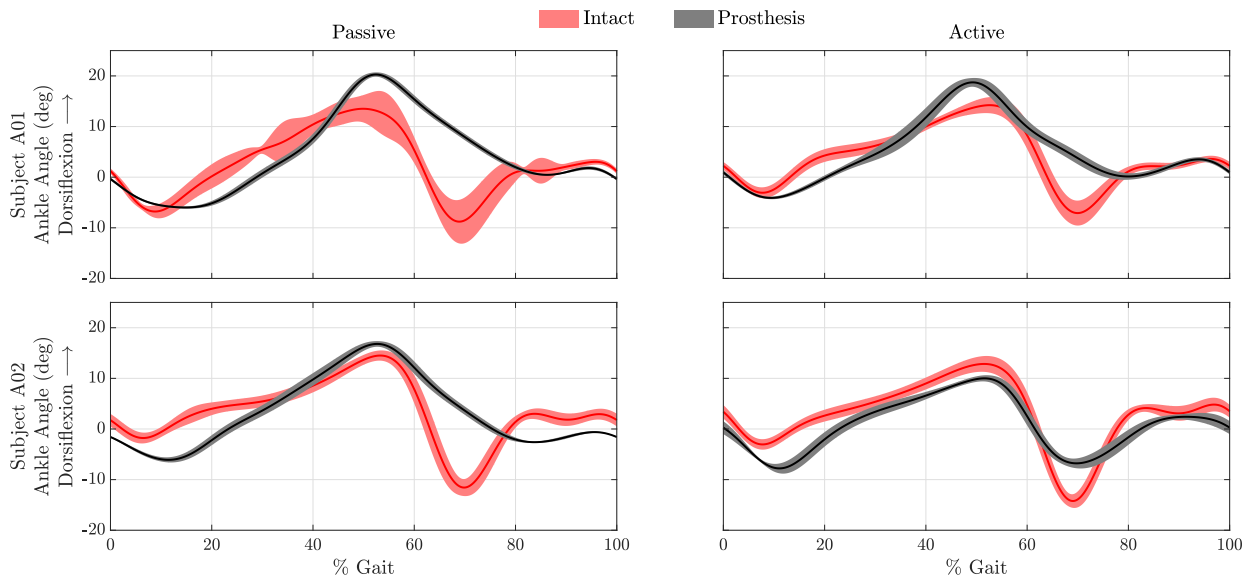 Intact Prosthesis
Passive Active
Subject A01
Ankle Angle (deg)
Dorsiflexion ⟶
20
10
0
-10
-20
Subject A02
Ankle Angle (deg)
Dorsiflexion ⟶
20
10
0
-10
-20
0 20 40 60 80 100 0 20 40 60 80 100
% Gait % Gait